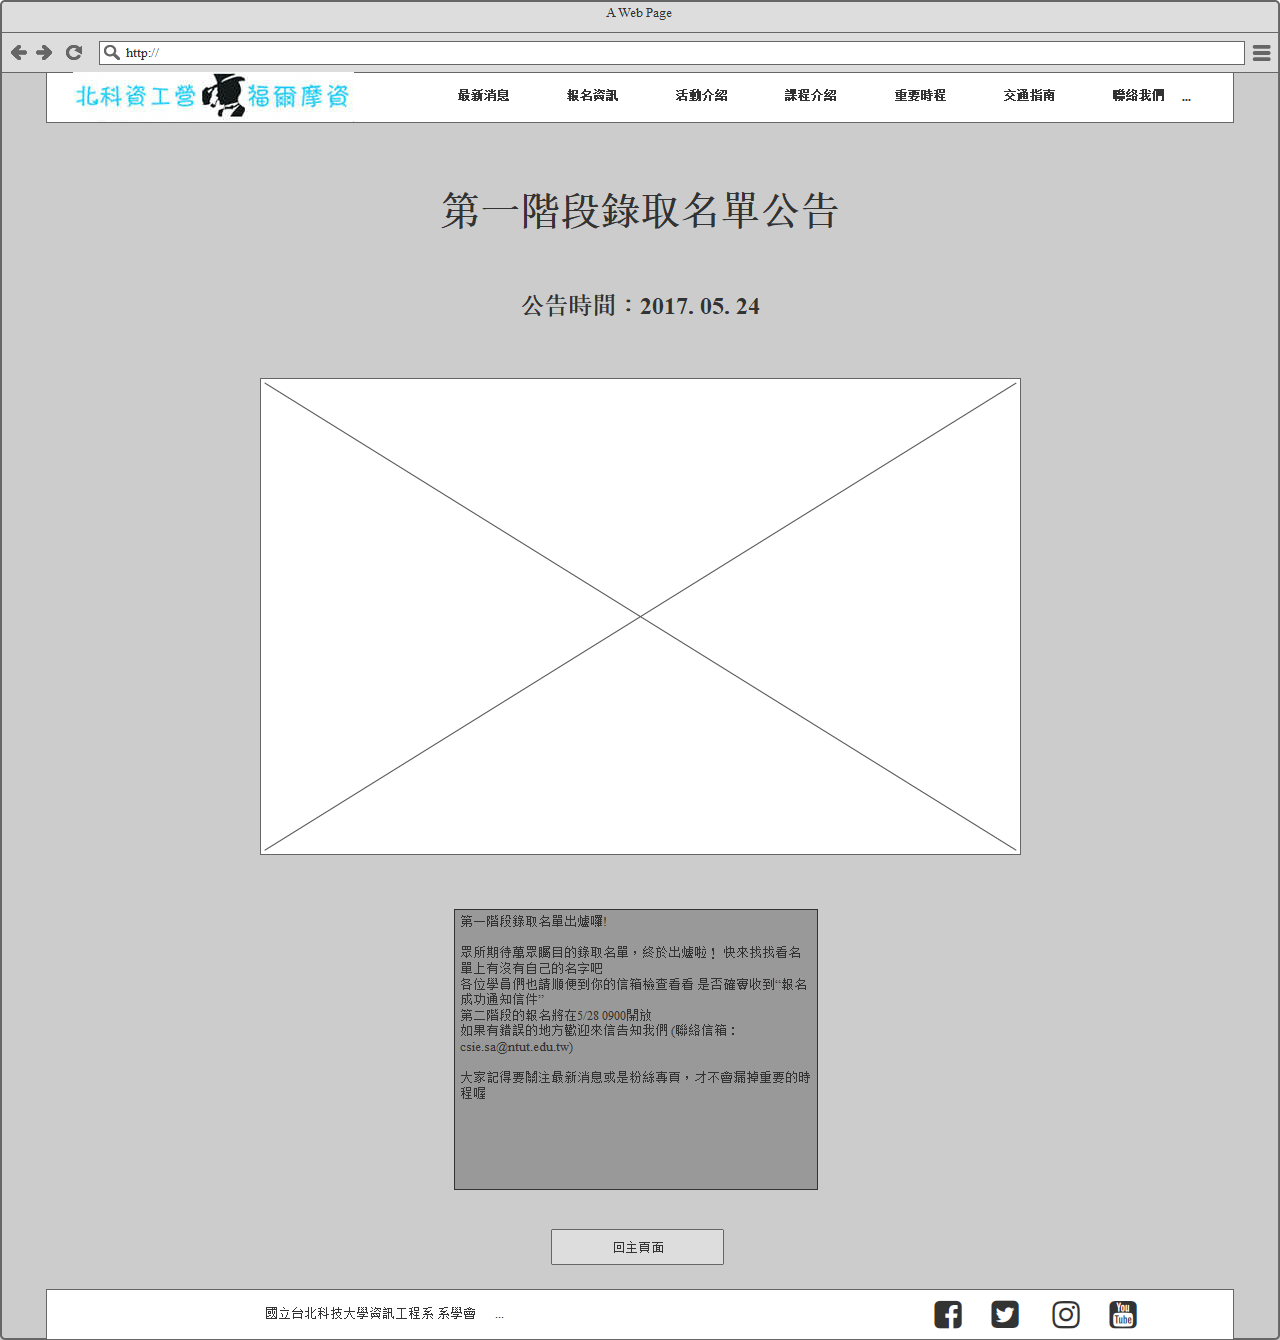 A Web Page
http://
北科資工營 福爾摩資
最新消息 報名資訊 活動介紹 課程介紹 重要時程 交通指南 聯絡我們 ...
第一階段錄取名單公告
公告時間：2017. 05. 24
第一階段錄取名單出爐囉!
眾所期待萬眾矚目的錄取名單，終於出爐啦！ 快來找找看名
單上有沒有自己的名字吧
各位學員們也請順便到你的信箱檢查看看 是否確實收到“報名
成功通知信件”
第二階段的報名將在5/28 0900開放
如果有錯誤的地方歡迎來信告知我們 (聯絡信箱：
csie.sa@ntut.edu.tw)
大家記得要關注最新消息或是粉絲專頁，才不會漏掉重要的時
程喔
回主頁面
國立台北科技大學資訊工程系 系學會 ...
You
Tube